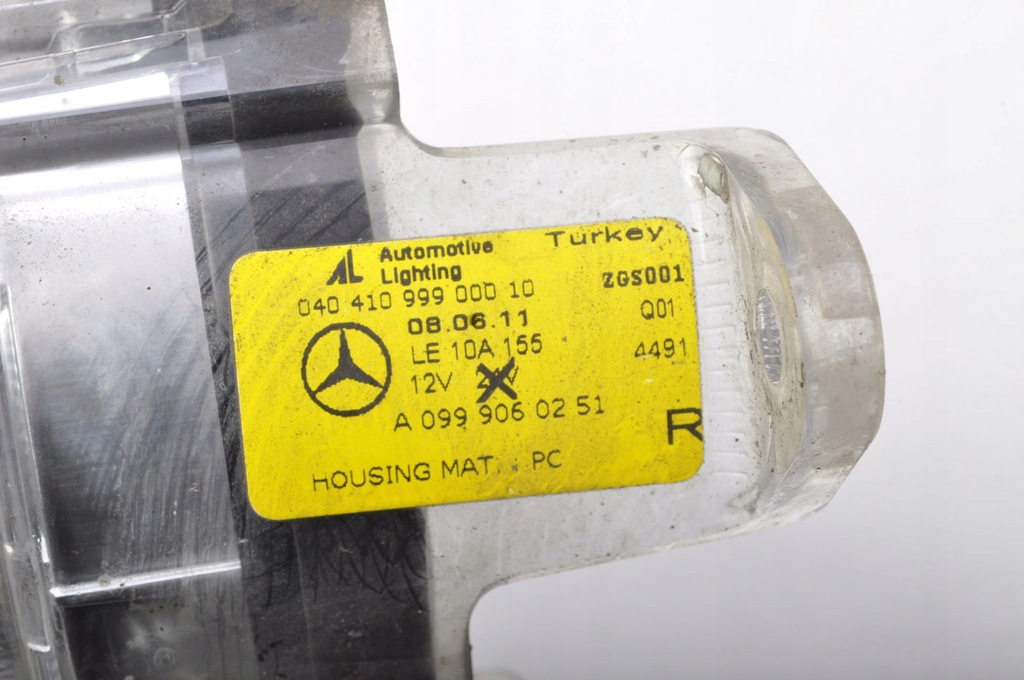 AL Automotive Lighting Turkey
040 410 999 000 10 ZGS001
08.06.11 Q01
LE 10A 155 4491
12V
A 099 906 02 51 R
HOUSING MAT. : PC